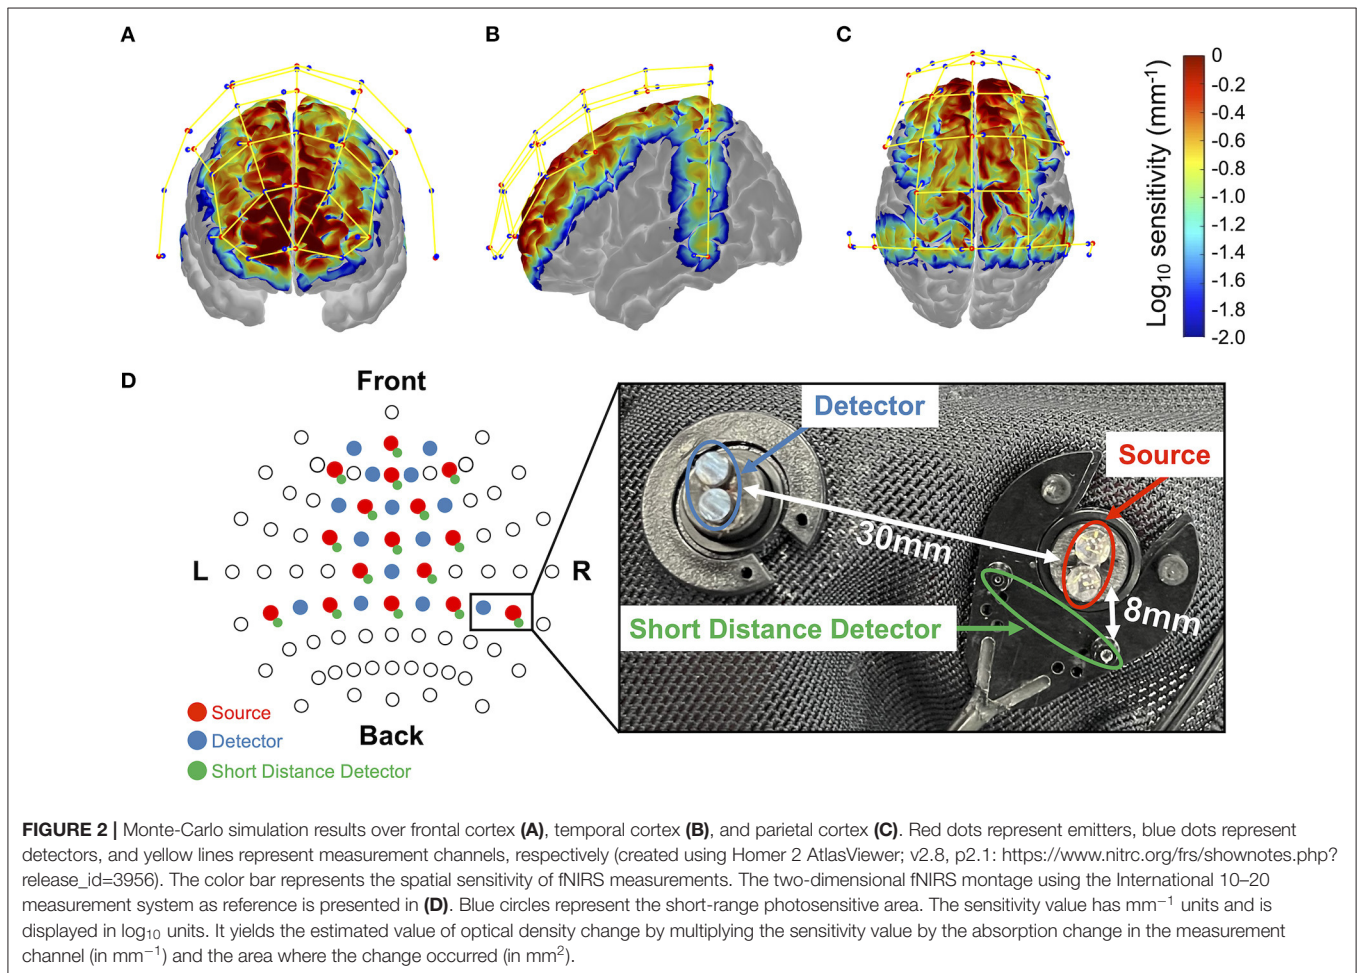 A
B
C
0
-0.2
-0.4
-0.6
-0.8
-1.0
-1.2
-1.4
-1.6
-1.8
-2.0
Log10 sensitivity (mm-1)
D
Front
L
R
Back
Source
Detector
Short Distance Detector
Detector
Source
30mm
8mm
Short Distance Detector
FIGURE 2 | Monte-Carlo simulation results over frontal cortex (A), temporal cortex (B), and parietal cortex (C). Red dots represent emitters, blue dots represent
detectors, and yellow lines represent measurement channels, respectively (created using Homer 2 AtlasViewer; v2.8, p2.1: https://www.nitrc.org/frs/shownotes.php?
release_id=3956). The color bar represents the spatial sensitivity of fNIRS measurements. The two-dimensional fNIRS montage using the International 10–20
measurement system as reference is presented in (D). Blue circles represent the short-range photosensitive area. The sensitivity value has mm−1 units and is
displayed in log10 units. It yields the estimated value of optical density change by multiplying the sensitivity value by the absorption change in the measurement
channel (in mm−1) and the area where the change occurred (in mm2).